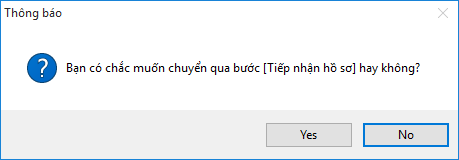 Thông báo
Bạn có chắc muốn chuyển qua bước [Tiếp nhận hồ sơ] hay không?
Yes
No